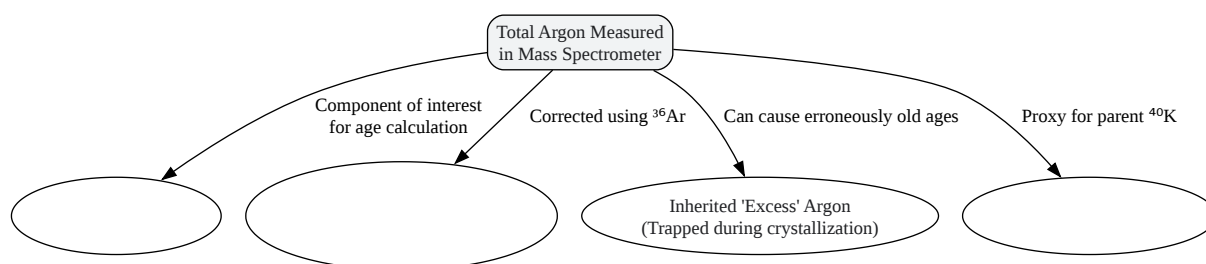 Total Argon Measured
in Mass Spectrometer
Component of interest
for age calculation
Corrected using ³⁶Ar
Can cause erroneously old ages
Proxy for parent ⁴⁰K
Inherited 'Excess' Argon
(Trapped during crystallization)